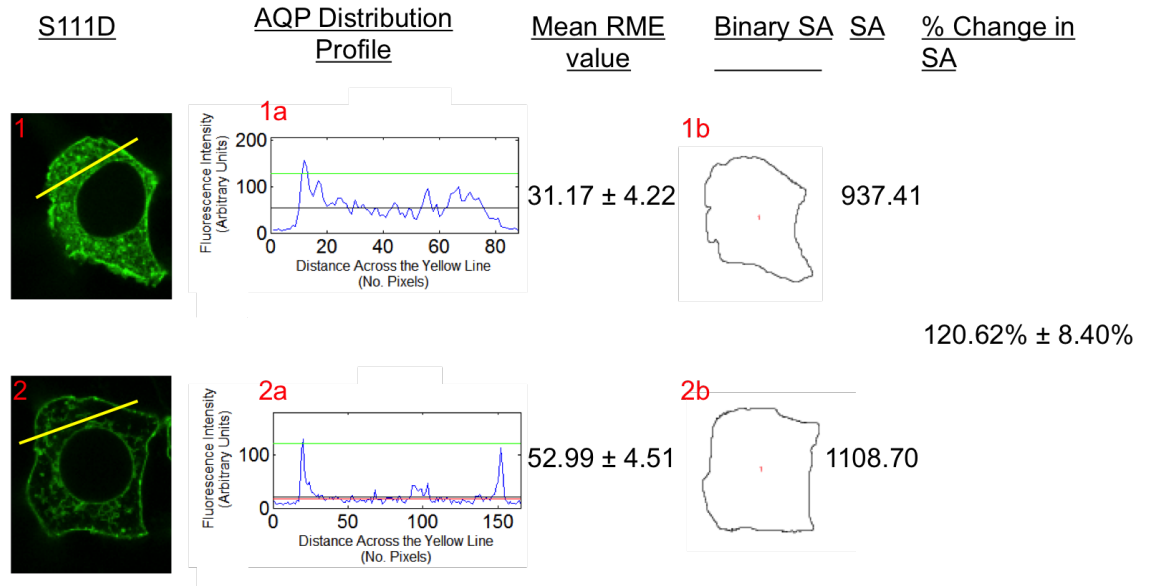 S111D
AQP Distribution
Profile
Mean RME
value
Binary SA
SA
% Change in
SA
1
1a
Fluorescence Intensity
(Arbitrary Units)
200
100
0
0 20 40 60 80
Distance Across the Yellow Line
(No. Pixels)
31.17 ± 4.22
1b
1
937.41
120.62% ± 8.40%
2
2a
Fluorescence Intensity
(Arbitrary Units)
100
0
0 50 100 150
Distance Across the Yellow Line
(No. Pixels)
52.99 ± 4.51
2b
1
1108.70